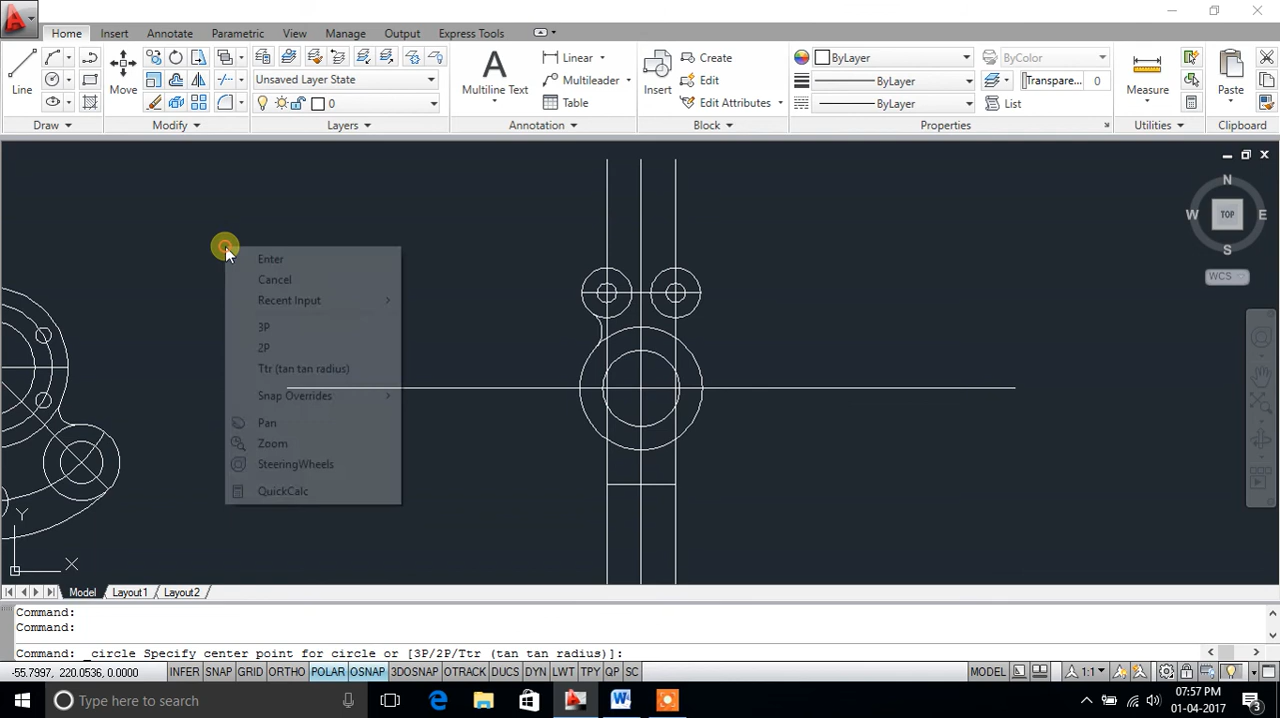 Home Insert Annotate Parametric View Manage Output Express Tools
Line
Move
Unsaved Layer State
0
Multiline Text
Linear
Multileader
Table
Insert
Create
Edit
Edit Attributes
ByLayer
ByLayer
ByLayer
ByColor
Transpare... 0
List
Measure
Paste
Draw Modify Layers Annotation Block Properties Utilities Clipboard
N
W TOP E
S
WCS
Enter
Cancel
Recent Input
3P
2P
Ttr (tan tan radius)
Snap Overrides
Pan
Zoom
SteeringWheels
QuickCalc
Y
X
Model Layout1 Layout2
Command:
Command:
Command: _circle Specify center point for circle or [3P/2P/Ttr (tan tan radius)]:
-55.7997, 220.0536, 0.0000 INFER SNAP GRID ORTHO POLAR OSNAP 3DOSNAP OTRACK DUCS DYN LWT TPY QP SC MODEL 1:1
Type here to search
07:57 PM
01-04-2017
3